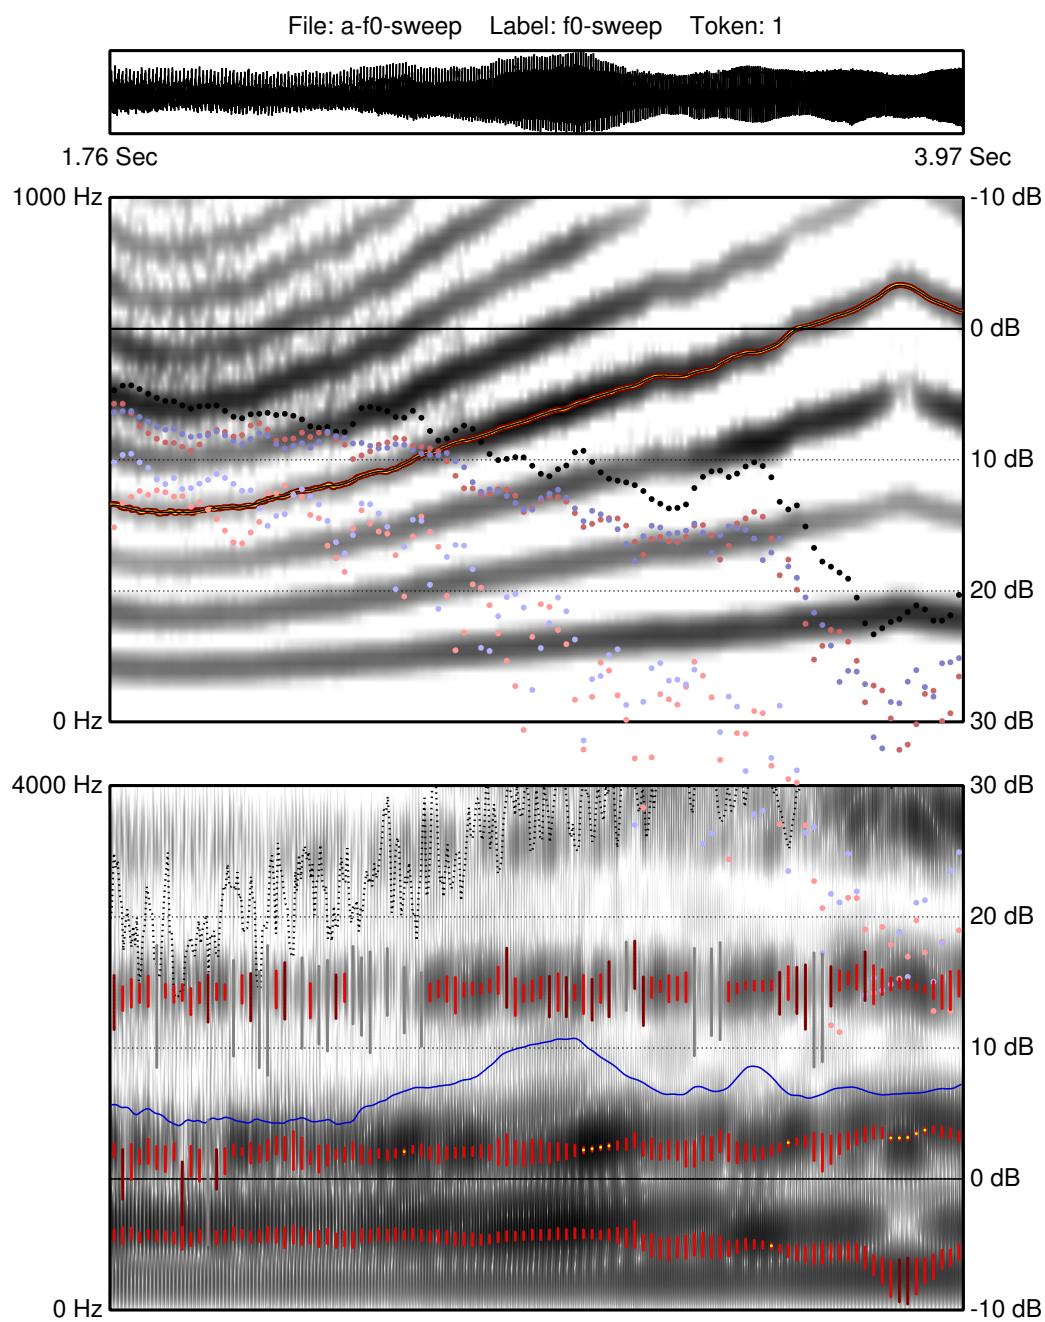 File: a-f0-sweep Label: f0-sweep Token: 1
1.76 Sec 3.97 Sec
1000 Hz -10 dB
0 dB
10 dB
20 dB
0 Hz 30 dB
4000 Hz 30 dB
20 dB
10 dB
0 dB
0 Hz -10 dB